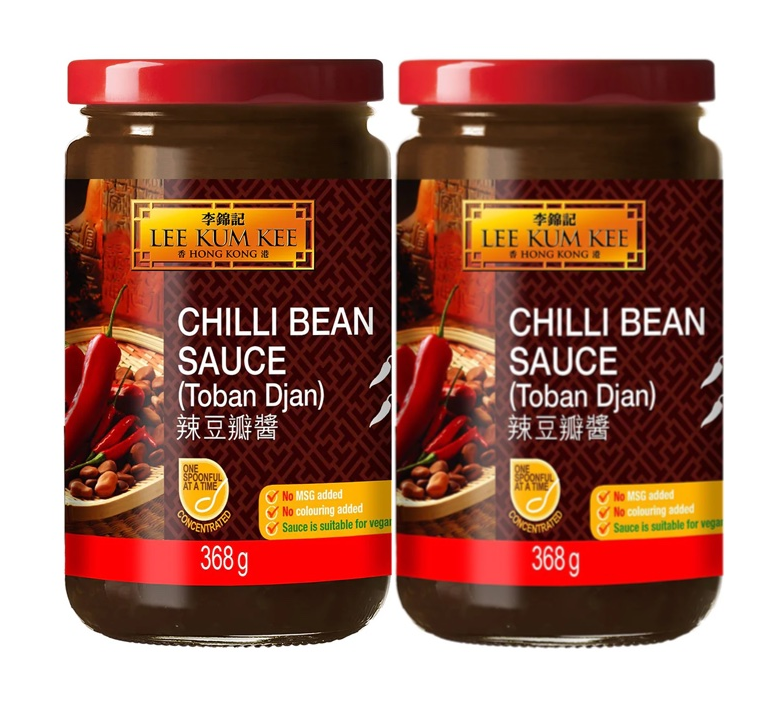 李錦記
LEE KUM KEE
香 HONG KONG 港
CHILLI BEAN
SAUCE
(Toban Djan)
辣豆瓣醬
ONE
SPOONFUL
AT A TIME
CONCENTRATED
No MSG added
No colouring added
Sauce is suitable for vegan
368 g
李錦記
LEE KUM KEE
香 HONG KONG 港
CHILLI BEAN
SAUCE
(Toban Djan)
辣豆瓣醬
ONE
SPOONFUL
AT A TIME
CONCENTRATED
No MSG added
No colouring added
Sauce is suitable for vegan
368 g